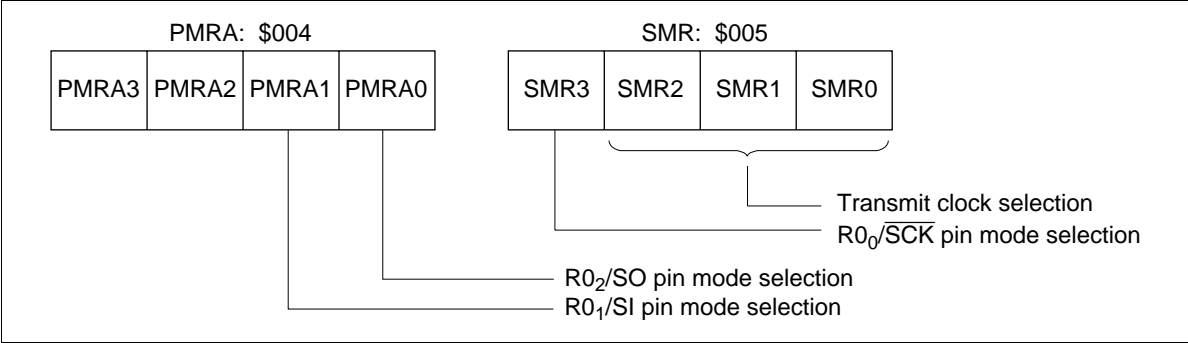 PMRA: $004
PMRA3 PMRA2 PMRA1 PMRA0
SMR: $005
SMR3 SMR2 SMR1 SMR0
Transmit clock selection
R0₀/S̅C̅K̅ pin mode selection
R0₂/SO pin mode selection
R0₁/SI pin mode selection